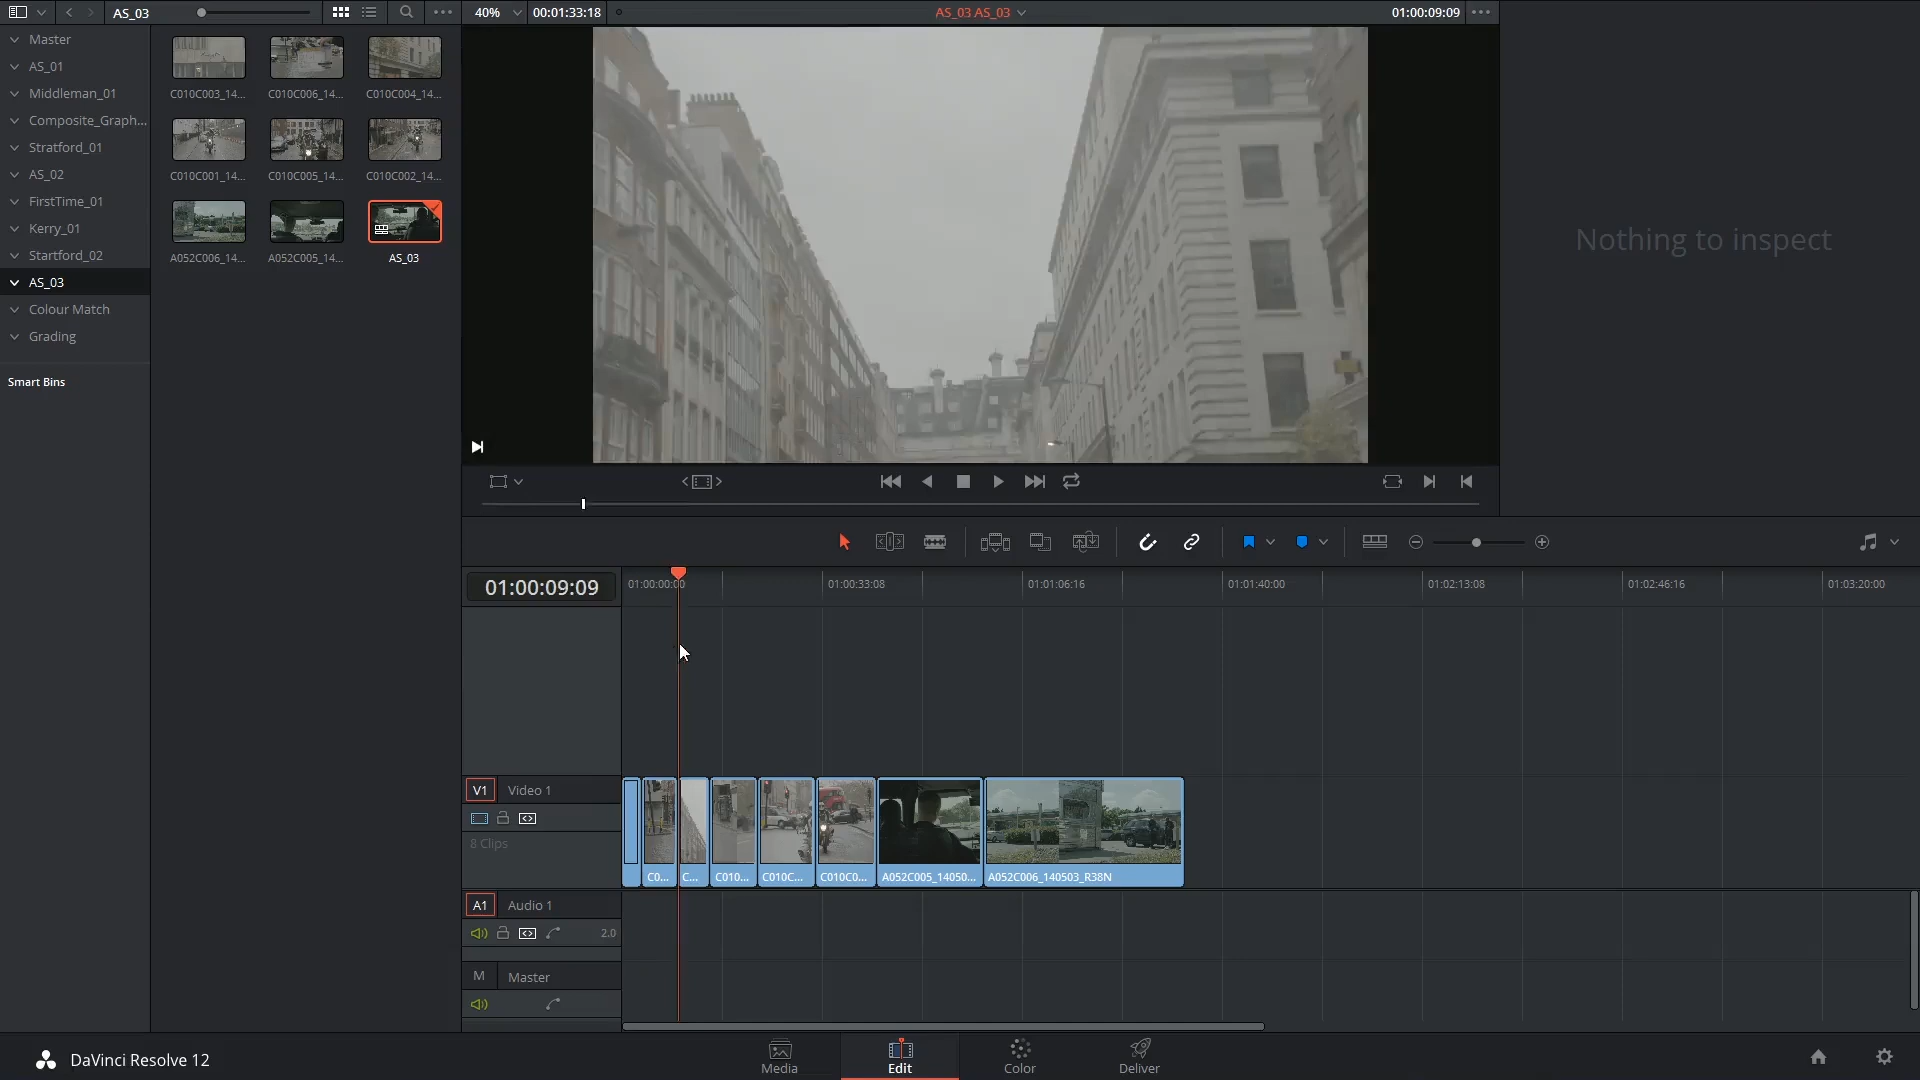 AS_03
40%
00:01:33:18
AS_03 AS_03
01:00:09:09
Master
AS_01
Middleman_01
Composite_Graph...
Stratford_01
AS_02
FirstTime_01
Kerry_01
Startford_02
AS_03
Colour Match
Grading
Smart Bins
C010C003_14...
C010C006_14...
C010C004_14...
C010C001_14...
C010C005_14...
C010C002_14...
A052C006_14...
A052C005_14...
AS_03
Nothing to inspect
01:00:09:09
01:00:00:00
01:00:33:08
01:01:06:16
01:01:40:00
01:02:13:08
01:02:46:16
01:03:20:00
V1 Video 1
8 Clips
C0...
C...
C010...
C010C...
C010C0...
A052C005_14050...
A052C006_140503_R38N
A1 Audio 1
2.0
M Master
DaVinci Resolve 12
Media
Edit
Color
Deliver